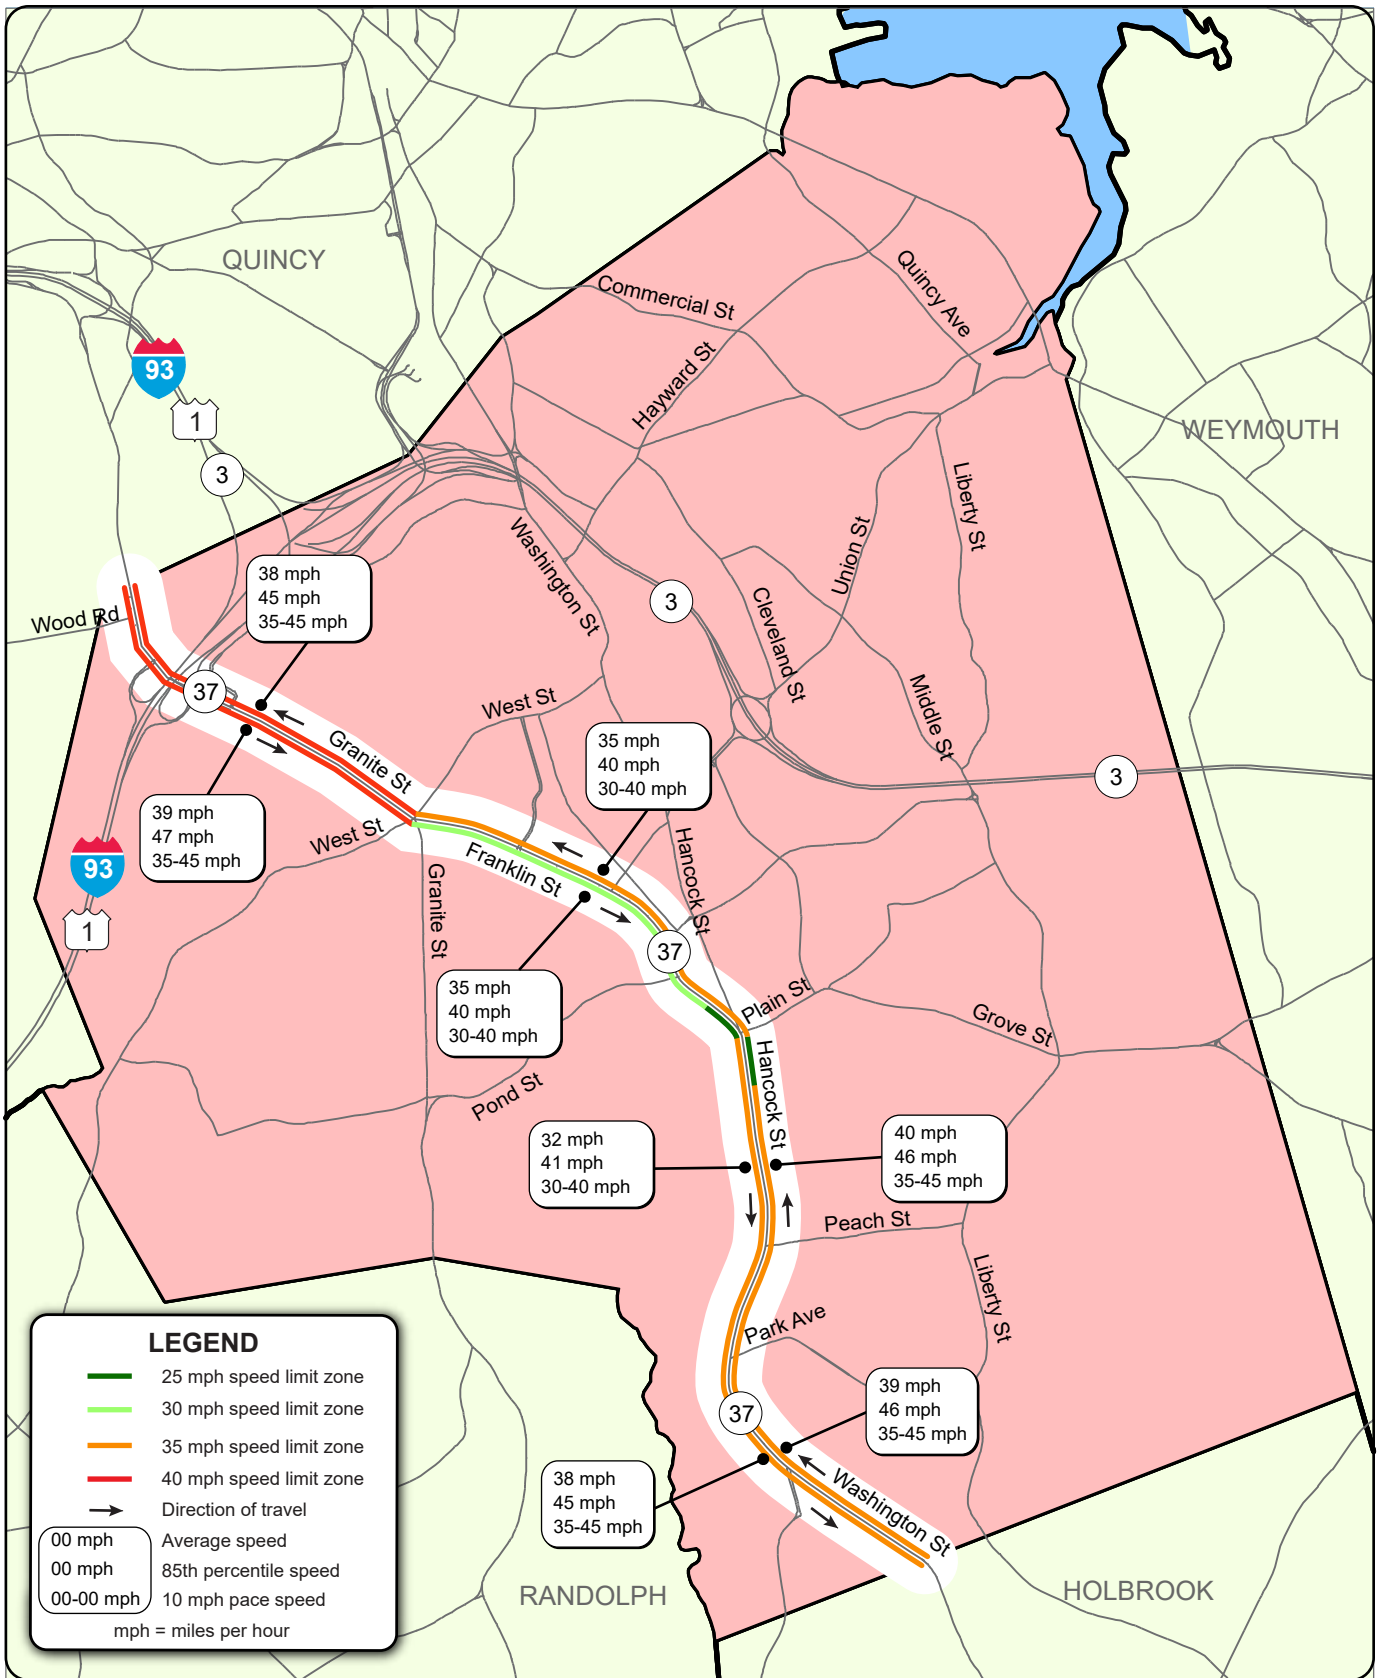 QUINCY
Commercial St
Quincy Ave
93
1
3
Hayward St
WEYMOUTH
Liberty St
Washington St
Union St
38 mph
45 mph
35-45 mph
3
Wood Rd
Cleveland St
37
Middle St
West St
Granite St
35 mph
40 mph
30-40 mph
3
39 mph
47 mph
35-45 mph
West St
Franklin St
Hancock St
93
1
Granite St
37
35 mph
40 mph
30-40 mph
Plain St
Grove St
Hancock St
Pond St
32 mph
41 mph
30-40 mph
40 mph
46 mph
35-45 mph
Peach St
Liberty St
Park Ave
39 mph
46 mph
35-45 mph
37
38 mph
45 mph
35-45 mph
Washington St
RANDOLPH
HOLBROOK
LEGEND
25 mph speed limit zone
30 mph speed limit zone
35 mph speed limit zone
40 mph speed limit zone
Direction of travel
00 mph Average speed
00 mph 85th percentile speed
00-00 mph 10 mph pace speed
mph = miles per hour